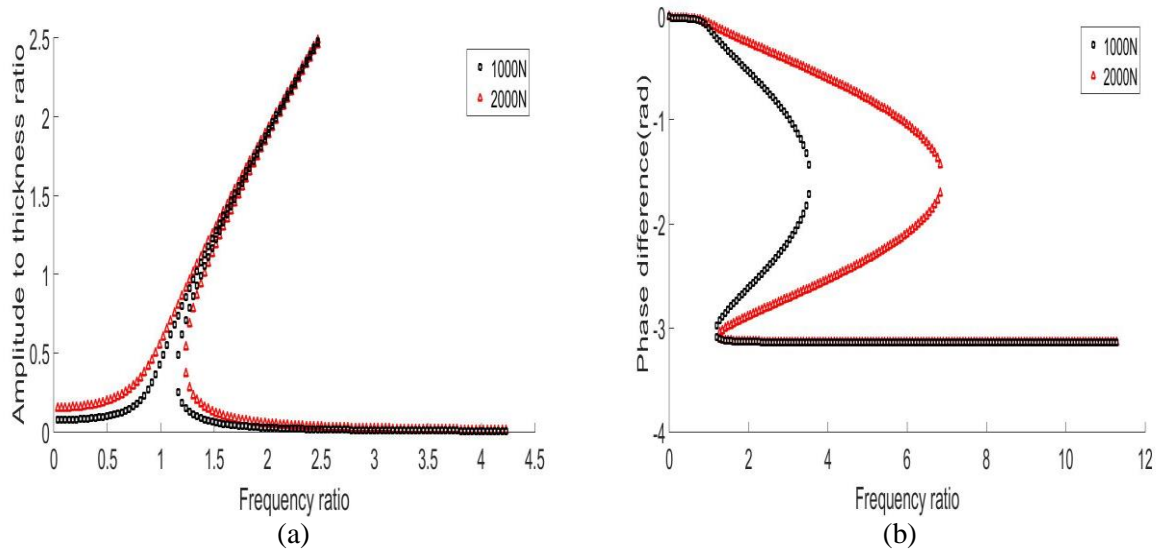 Amplitude to thickness ratio
2.5
2
1.5
1
0.5
0
0 0.5 1 1.5 2 2.5 3 3.5 4 4.5
Frequency ratio
1000N
2000N
(a)
Phase difference(rad)
0
-1
-2
-3
-4
0 2 4 6 8 10 12
Frequency ratio
1000N
2000N
(b)